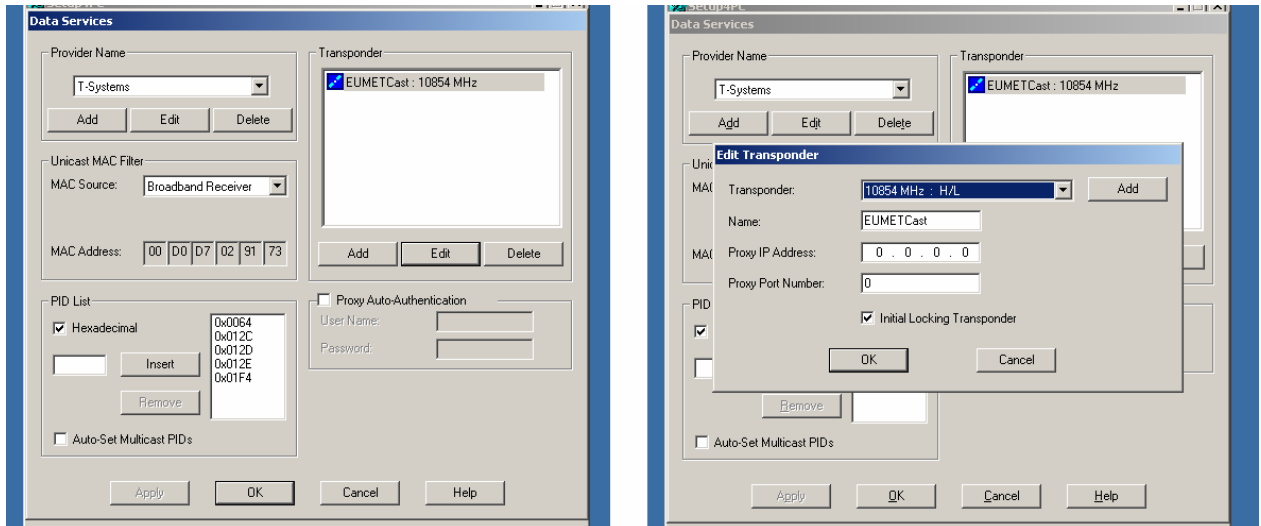 Setup4PC
Data Services
Provider Name
T-Systems
Add Edit Delete
Transponder
EUMETCast : 10854 MHz
Unicast MAC Filter
MAC Source: Broadband Receiver
MAC Address: 00 D0 D7 02 91 73
Add Edit Delete
PID List
Hexadecimal
0x0064
0x012C
0x012D
0x012E
0x01F4
Insert
Remove
Auto-Set Multicast PIDs
Proxy Auto-Authentication
User Name:
Password:
Apply OK Cancel Help
Setup4PC
Data Services
Provider Name
T-Systems
Add Edit Delete
Transponder
EUMETCast : 10854 MHz
Edit Transponder
Transponder: 10854 MHz : H/L Add
Name: EUMETCast
Proxy IP Address: 0 . 0 . 0 . 0
Proxy Port Number: 0
Initial Locking Transponder
OK Cancel
PID
Remove
Auto-Set Multicast PIDs
Apply OK Cancel Help